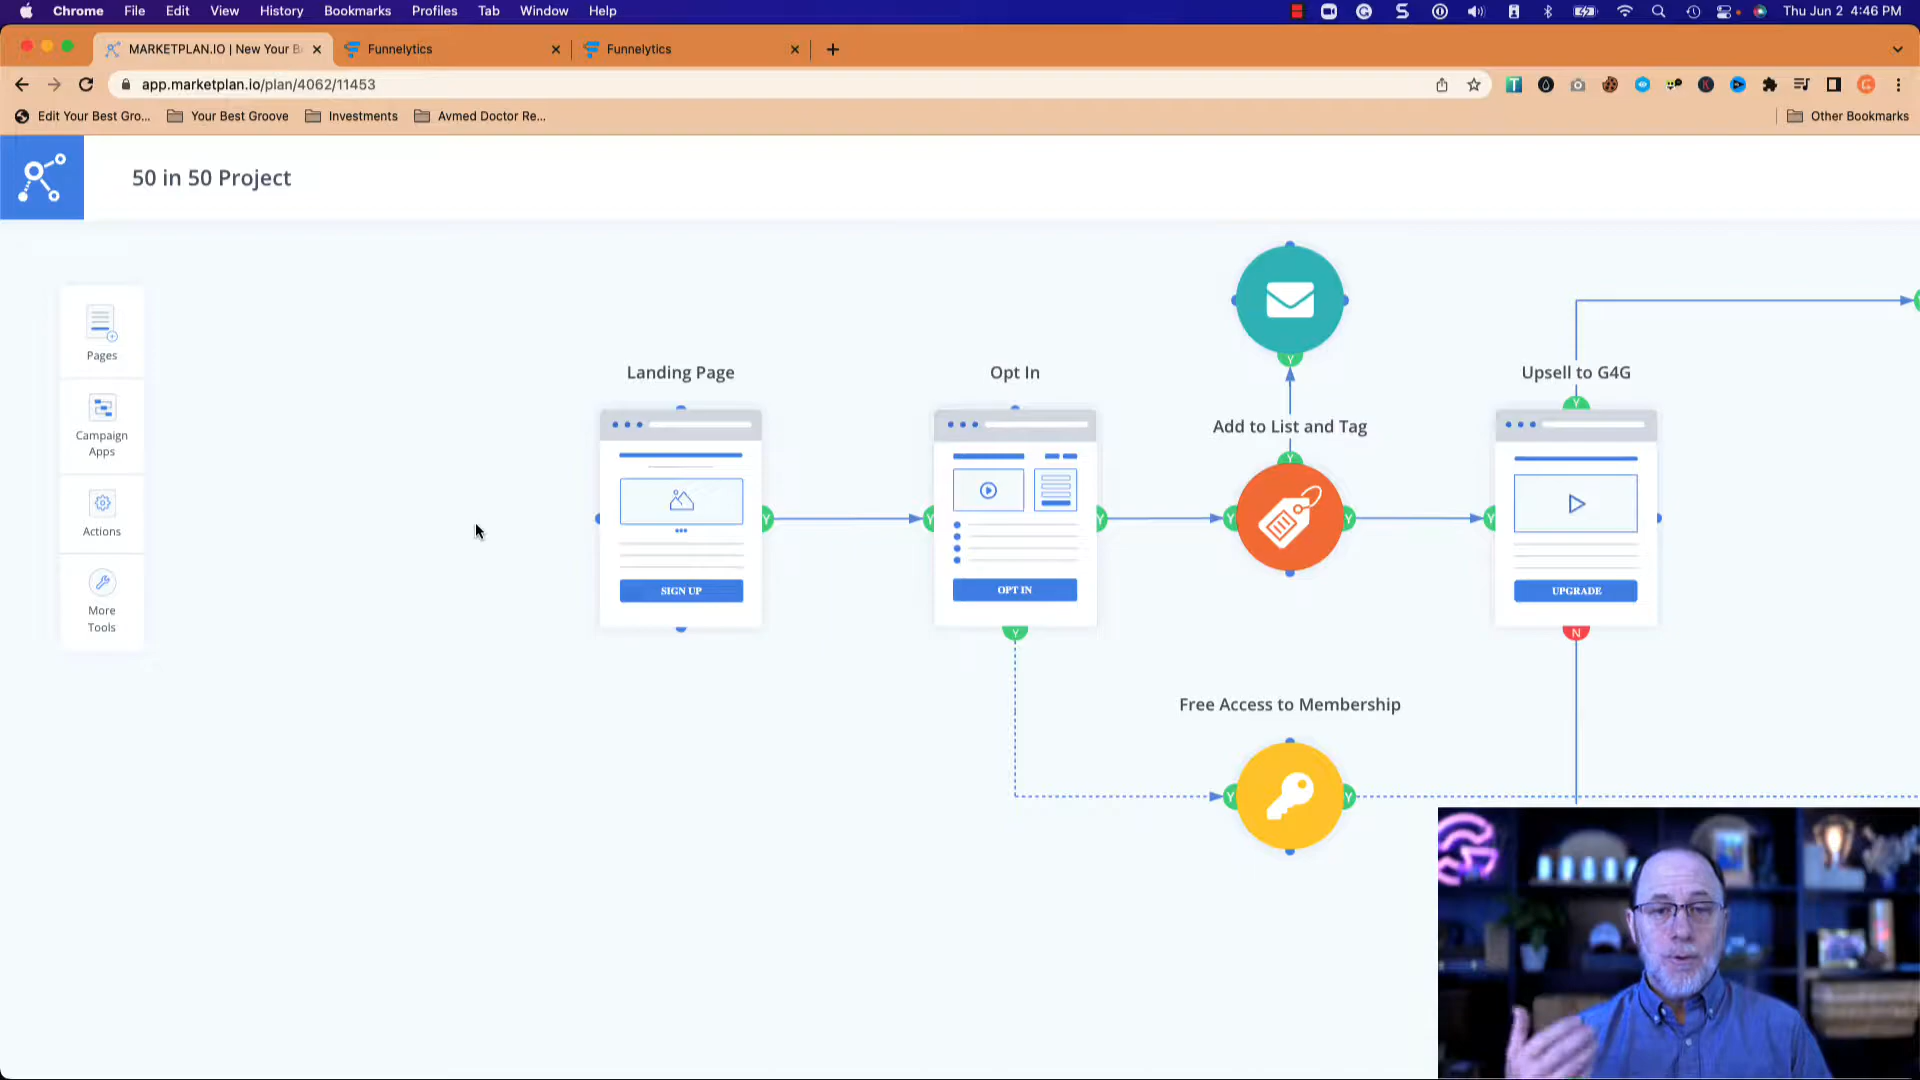 Chrome File Edit View History Bookmarks Profiles Tab Window Help Thu Jun 2 4:46 PM
MARKETPLAN.IO | New Your B
Funnelytics
Funnelytics
app.marketplan.io/plan/4062/11453
Edit Your Best Gro... Your Best Groove Investments Avmed Doctor Re... Other Bookmarks
50 in 50 Project
Pages
Campaign
Apps
Actions
More
Tools
Landing Page
Opt In
Upsell to G4G
Add to List and Tag
SIGN UP
OPT IN
UPGRADE
Y
Y
Y
Y
Y
Y
Y
Y
Y
Y
N
Free Access to Membership
Y
Y